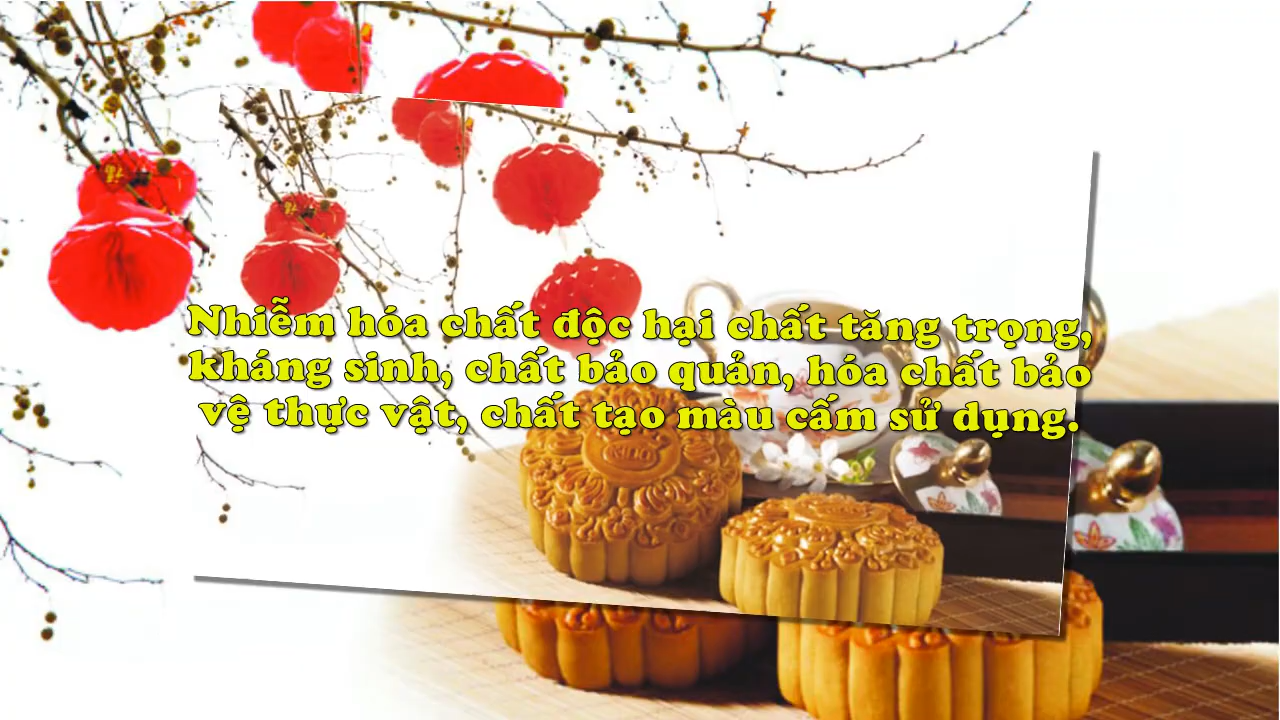 Nhiễm hóa chất độc hại chất tăng trọng,
kháng sinh, chất bảo quản, hóa chất bảo
vệ thực vật, chất tạo màu cấm sử dụng.